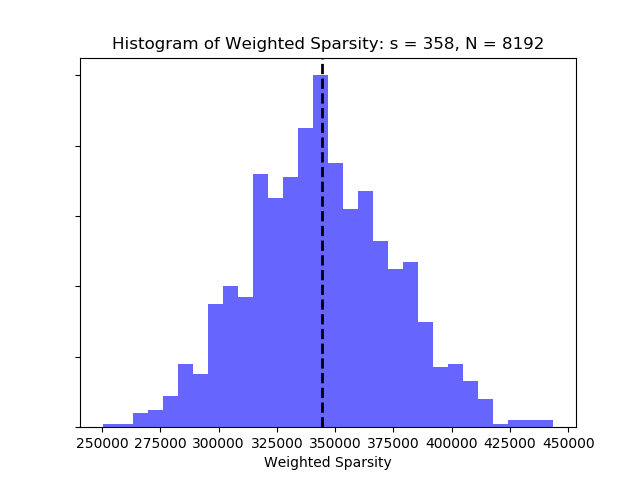 Histogram of Weighted Sparsity: s = 358, N = 8192
250000 275000 300000 325000 350000 375000 400000 425000 450000
Weighted Sparsity